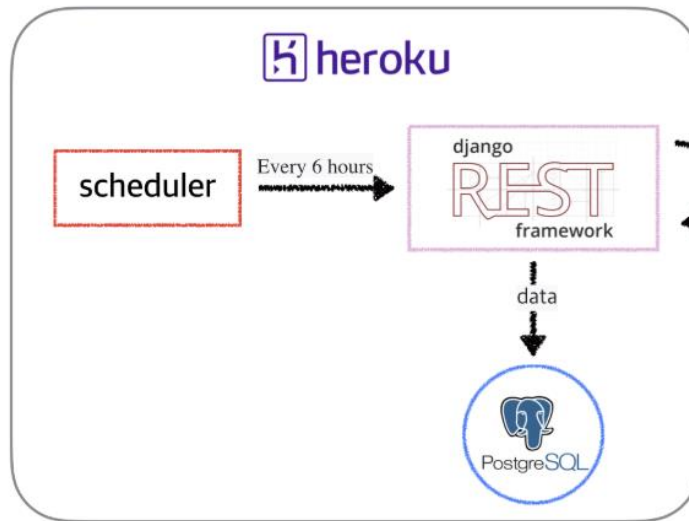 heroku
scheduler
Every 6 hours
django
REST
framework
data
PostgreSQL